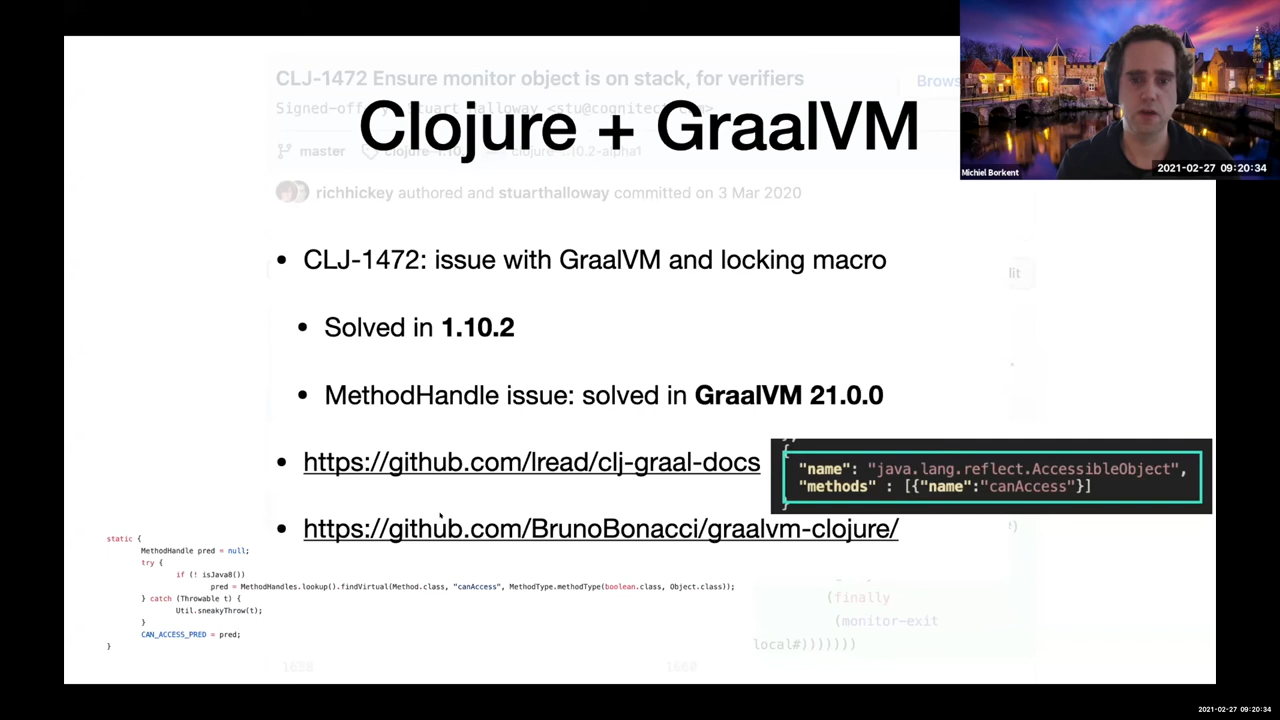 CLJ-1472 Ensure monitor object is on stack, for verifiers
Brows
Clojure + GraalVM
master
richhickey authored and stuarthalloway committed on 3 Mar 2020
Michiel Borkent
2021-02-27 09:20:34
• CLJ-1472: issue with GraalVM and locking macro
lit
• Solved in 1.10.2
• MethodHandle issue: solved in GraalVM 21.0.0
• https://github.com/lread/clj-graal-docs
{
"name": "java.lang.reflect.AccessibleObject",
"methods" : [{"name":"canAccess"}]
}
• https://github.com/BrunoBonacci/graalvm-clojure/
static {
MethodHandle pred = null;
try {
if (! isJava8())
pred = MethodHandles.lookup().findVirtual(Method.class, "canAccess", MethodType.methodType(boolean.class, Object.class));
} catch (Throwable t) {
Util.sneakyThrow(t);
}
CAN_ACCESS_PRED = pred;
}
(finally
(monitor-exit
local#)))))))
2021-02-27 09:20:34